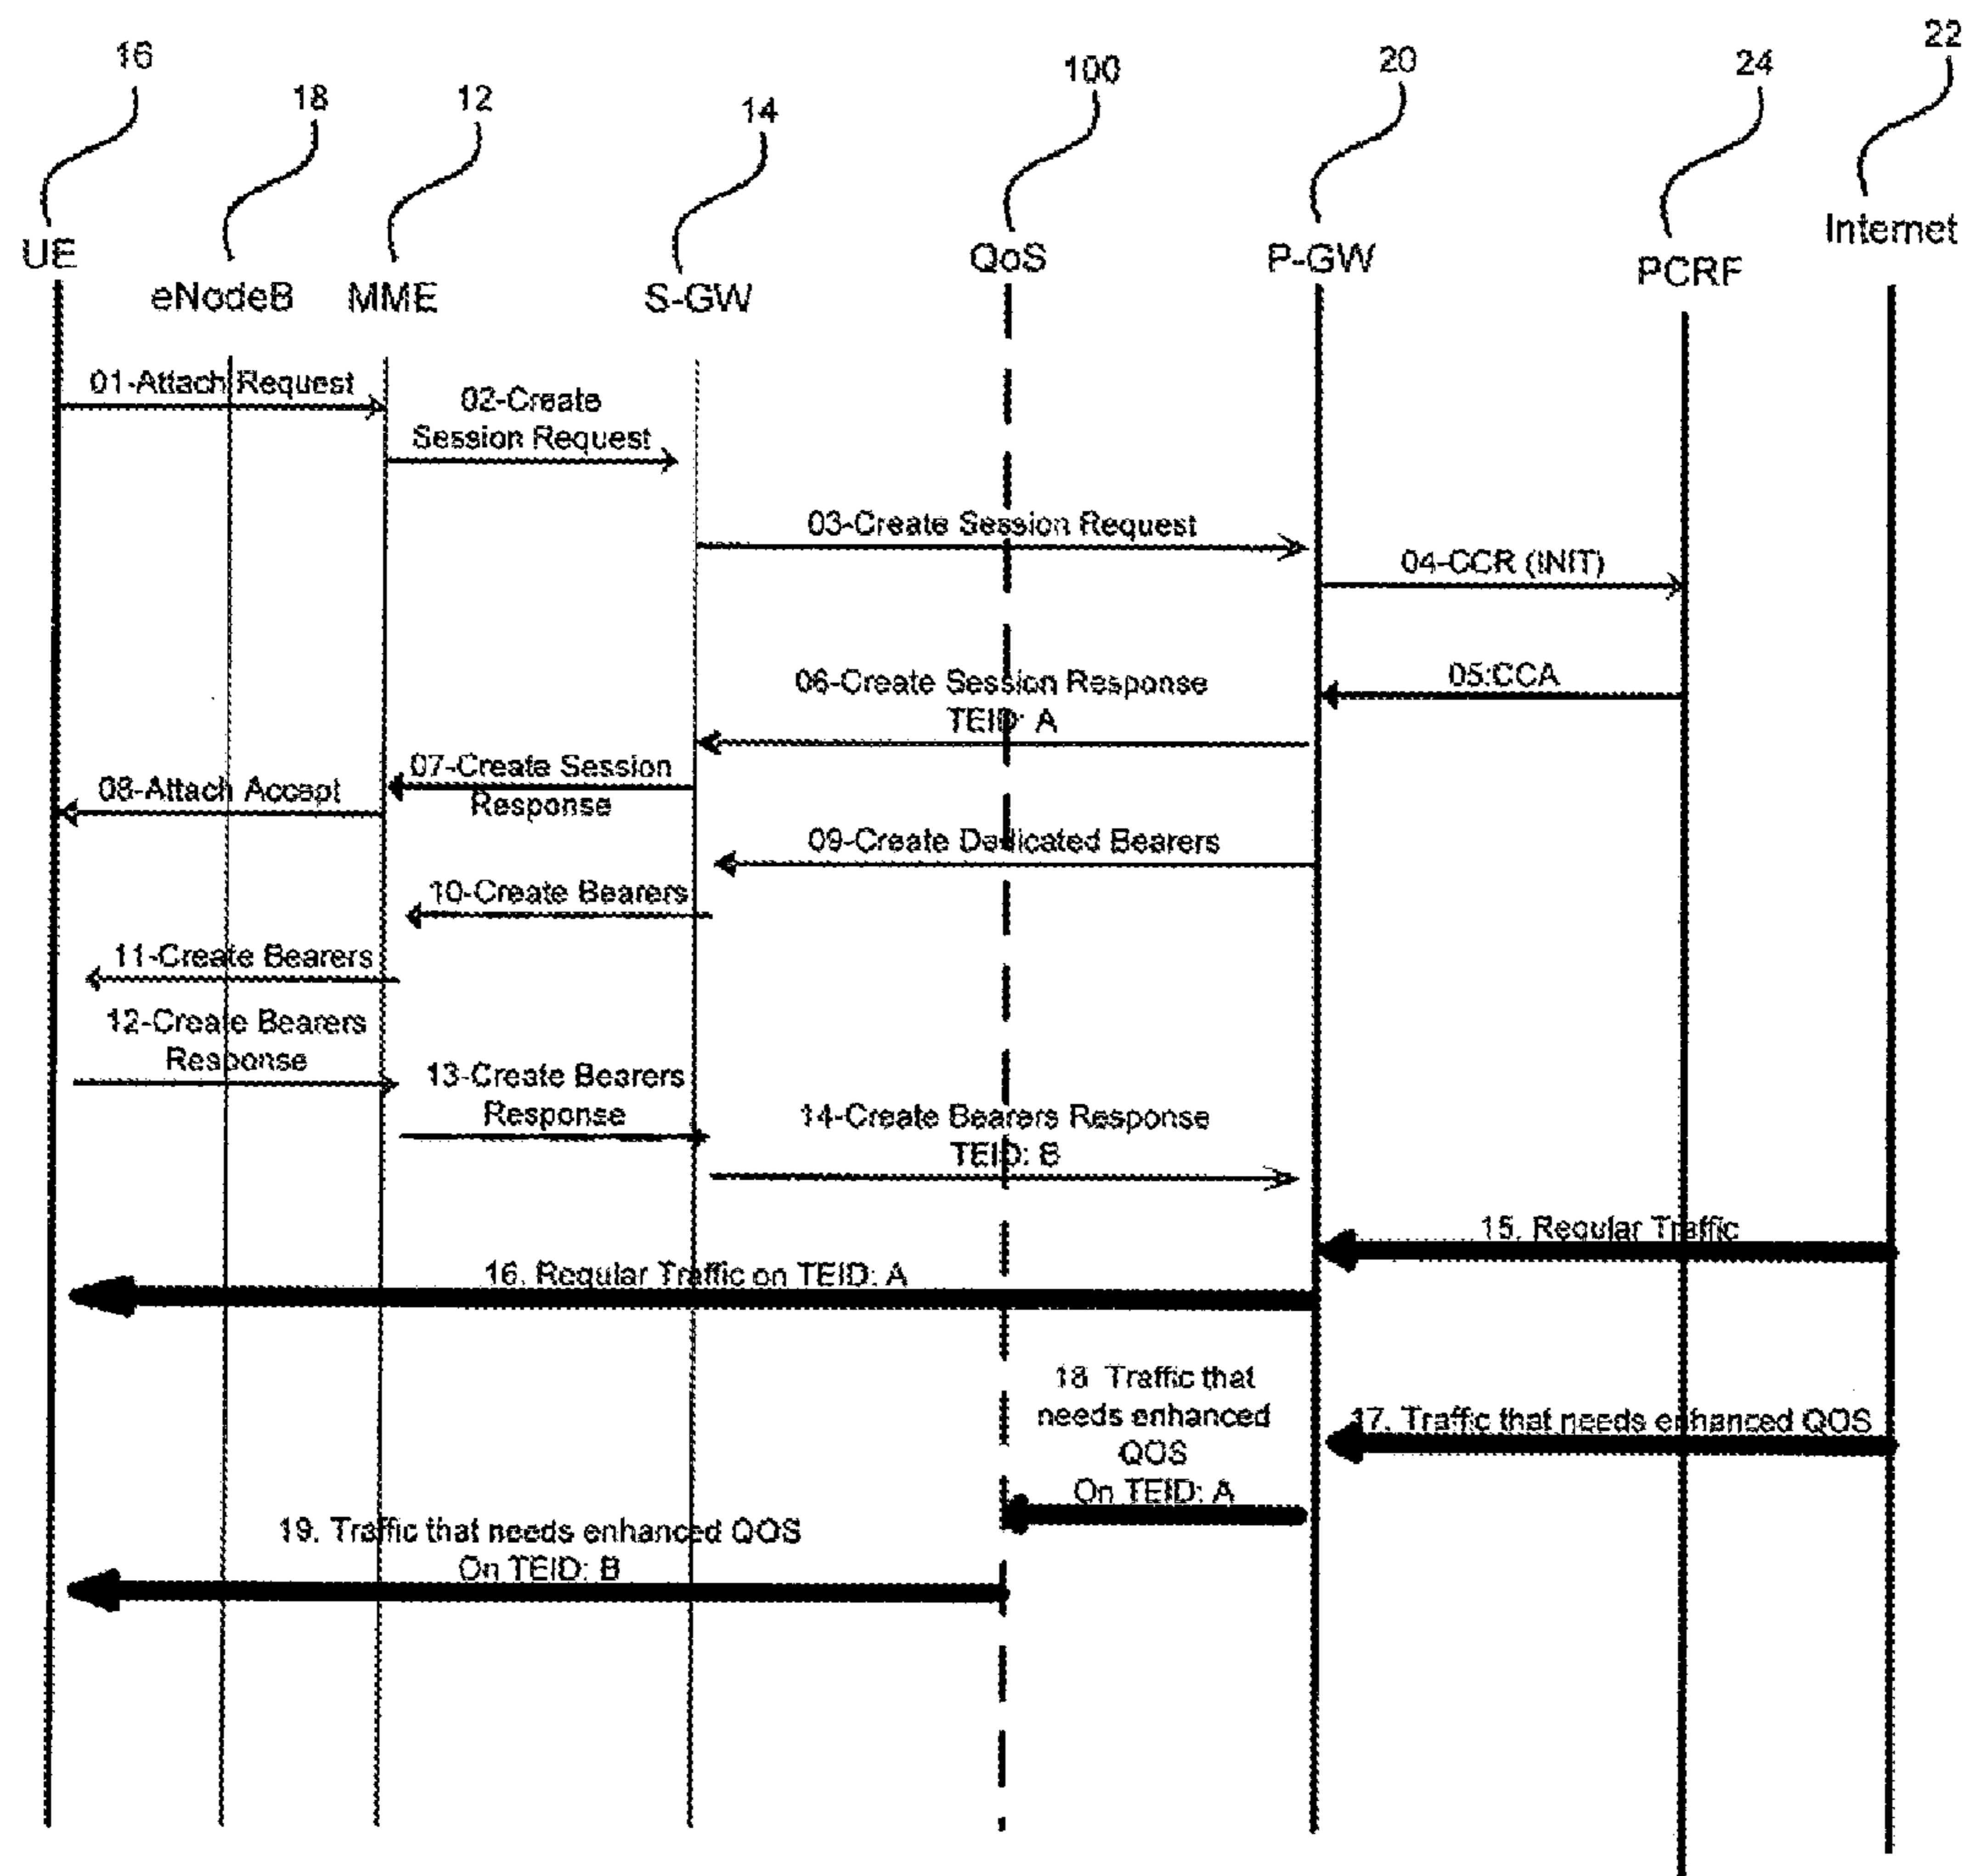 16
18
12
14
100
20
24
22
UE
eNodeB
MME
S-GW
QoS
P-GW
PCRF
Internet
01-Attach Request
02-Create
Session Request
03-Create Session Request
04-CCR (INIT)
05:CCA
06-Create Session Response
TEID: A
07-Create Session
Response
08-Attach Accept
09-Create Dedicated Bearers
10-Create Bearers
11-Create Bearers
12-Create Bearers
Response
13-Create Bearers
Response
14-Create Bearers Response
TEID: B
15. Regular Traffic
16. Regular Traffic on TEID: A
17. Traffic that needs enhanced QOS
18 Traffic that
needs enhanced
QOS
On TEID: A
19. Traffic that needs enhanced QOS
On TEID: B